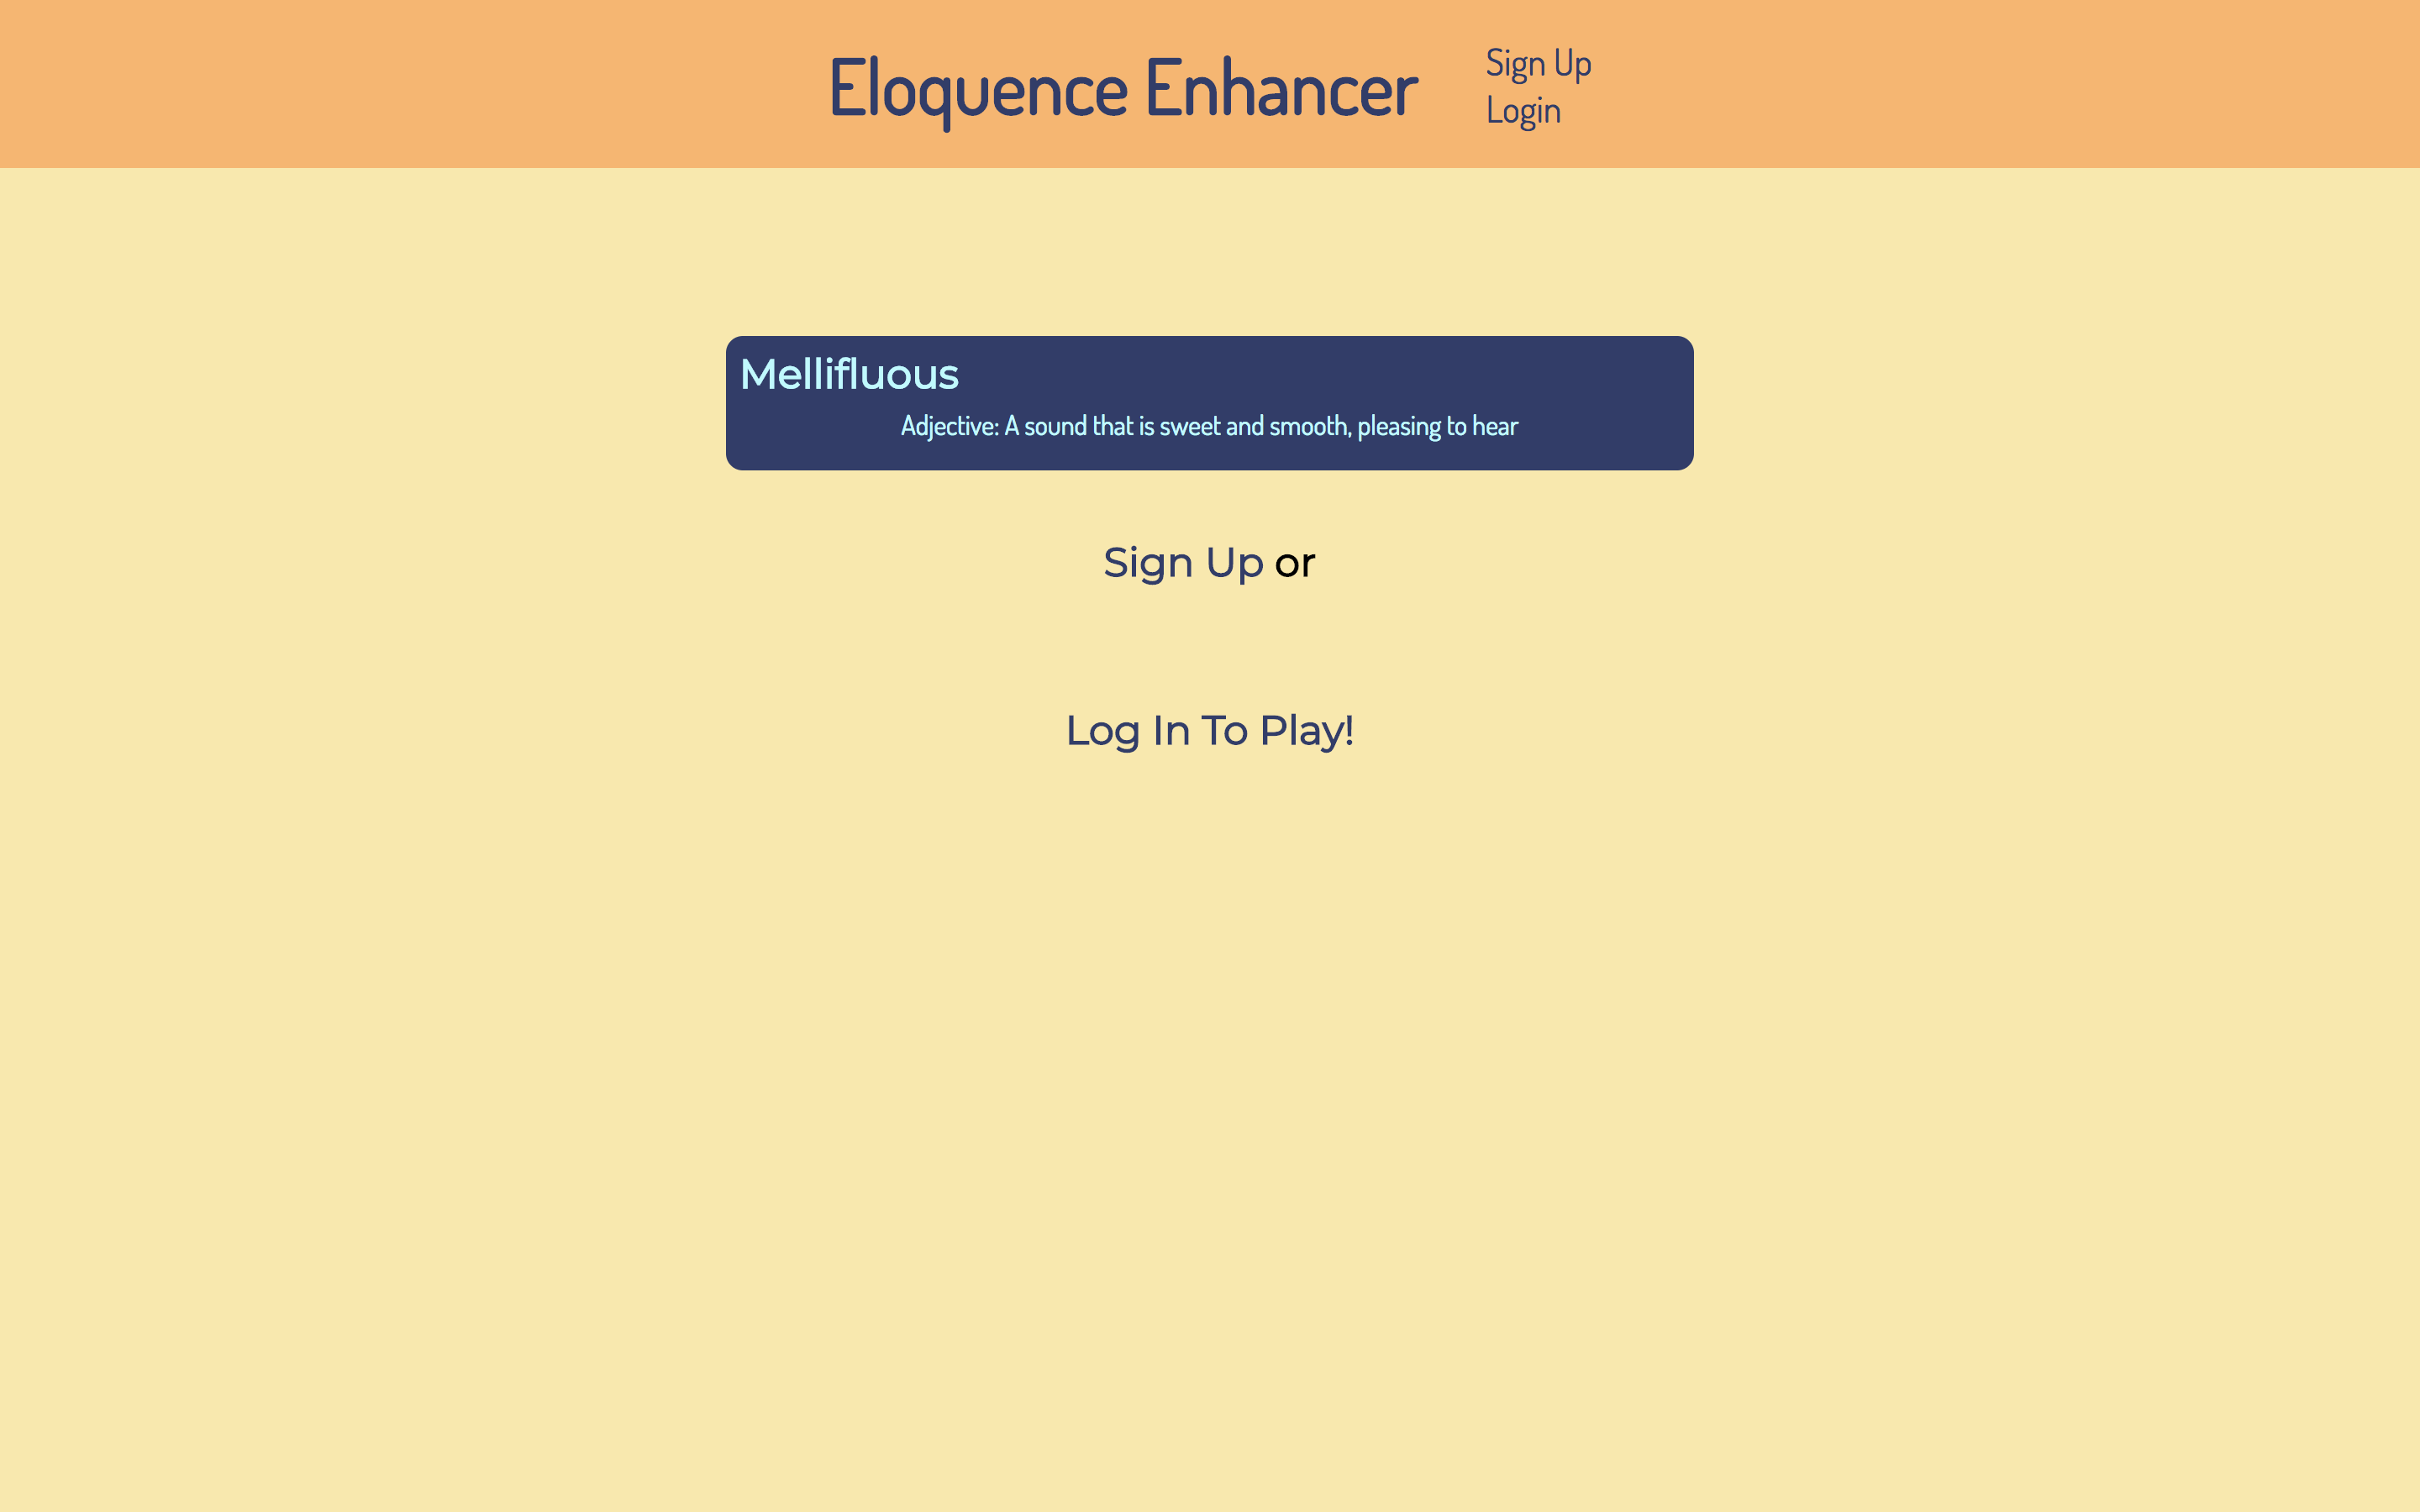 Eloquence Enhancer
Sign Up
Login
Mellifluous
Adjective: A sound that is sweet and smooth, pleasing to hear
Sign Up or
Log In To Play!